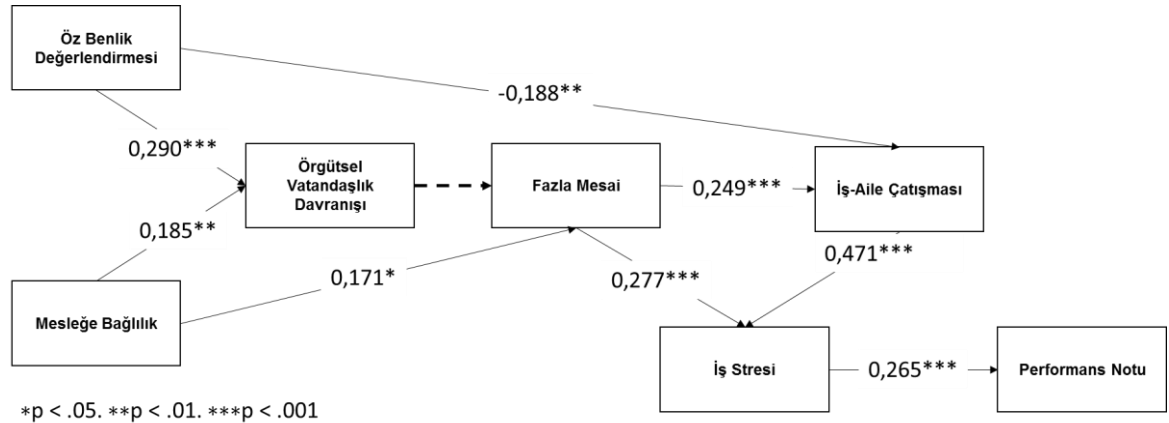 Öz Benlik
Değerlendirmesi
-0,188**
0,290***
Örgütsel
Vatandaşlık
Davranışı
Fazla Mesai
0,249***
İş-Aile Çatışması
0,185**
0,171*
0,277***
0,471***
Mesleğe Bağlılık
İş Stresi
0,265***
Performans Notu
*p < .05. **p < .01. ***p < .001